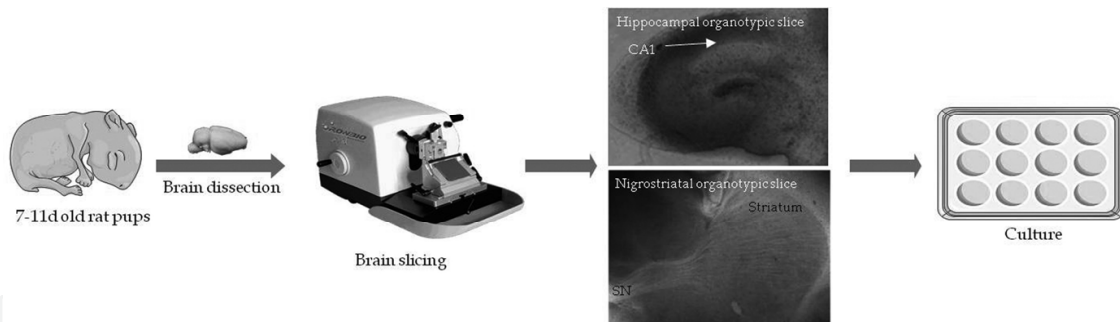 7-11d old rat pups
Brain dissection
Brain slicing
Hippocampal organotypic slice
CA1
Nigrostriatal organotypic slice
Striatum
SN
Culture